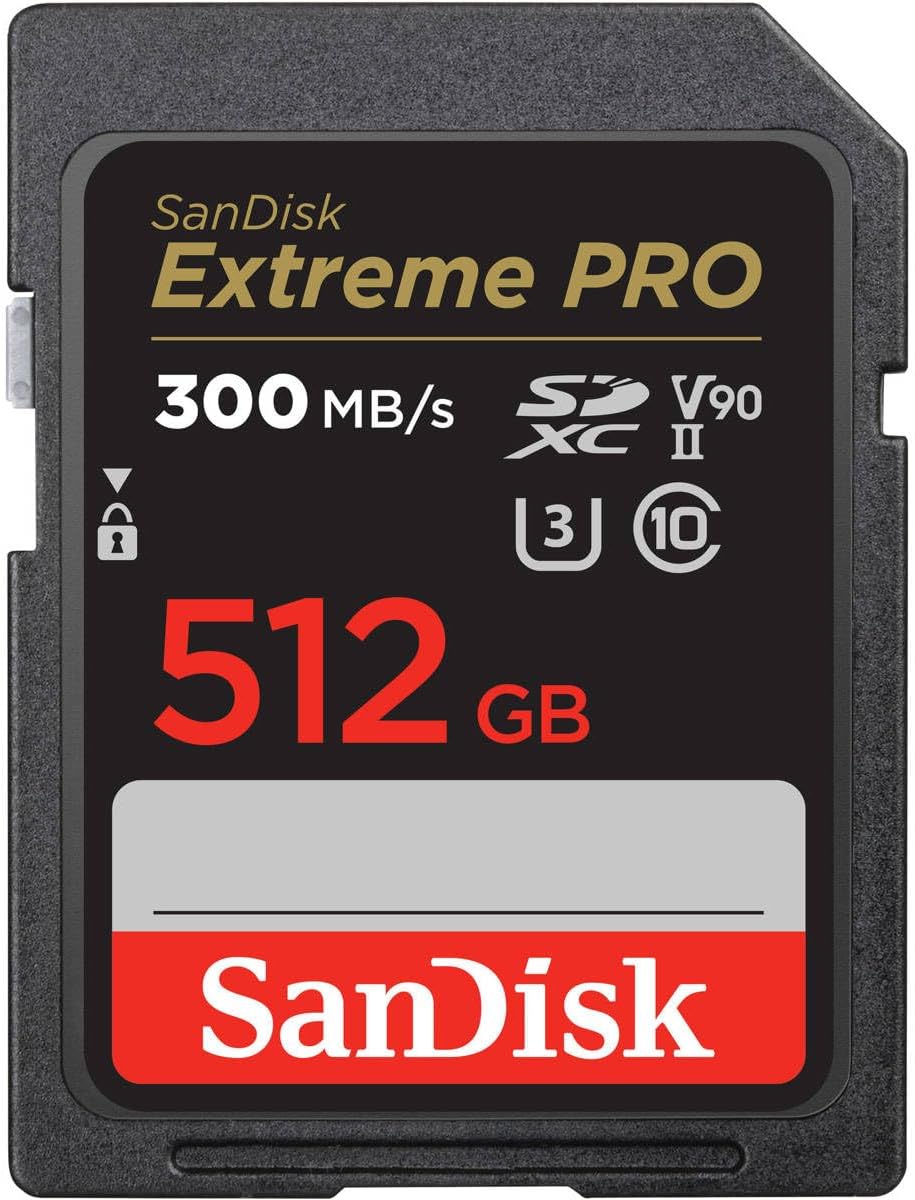 SanDisk
Extreme PRO
300 MB/s
SD XC II V90
3 10
512 GB
SanDisk